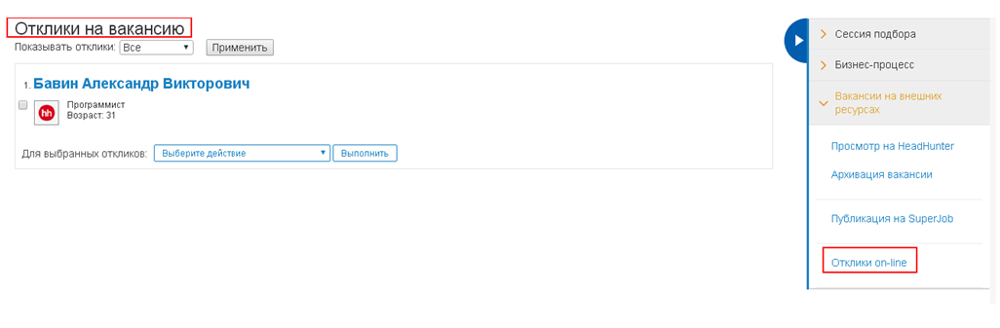 Отклики на вакансию
Показывать отклики: Все Применить
1. Бавин Александр Викторович
hh
Программист
Возраст: 31
Для выбранных откликов: Выберите действие Выполнить
Сессия подбора
Бизнес-процесс
Вакансии на внешних
ресурсах
Просмотр на HeadHunter
Архивация вакансии
Публикация на SuperJob
Отклики on-line